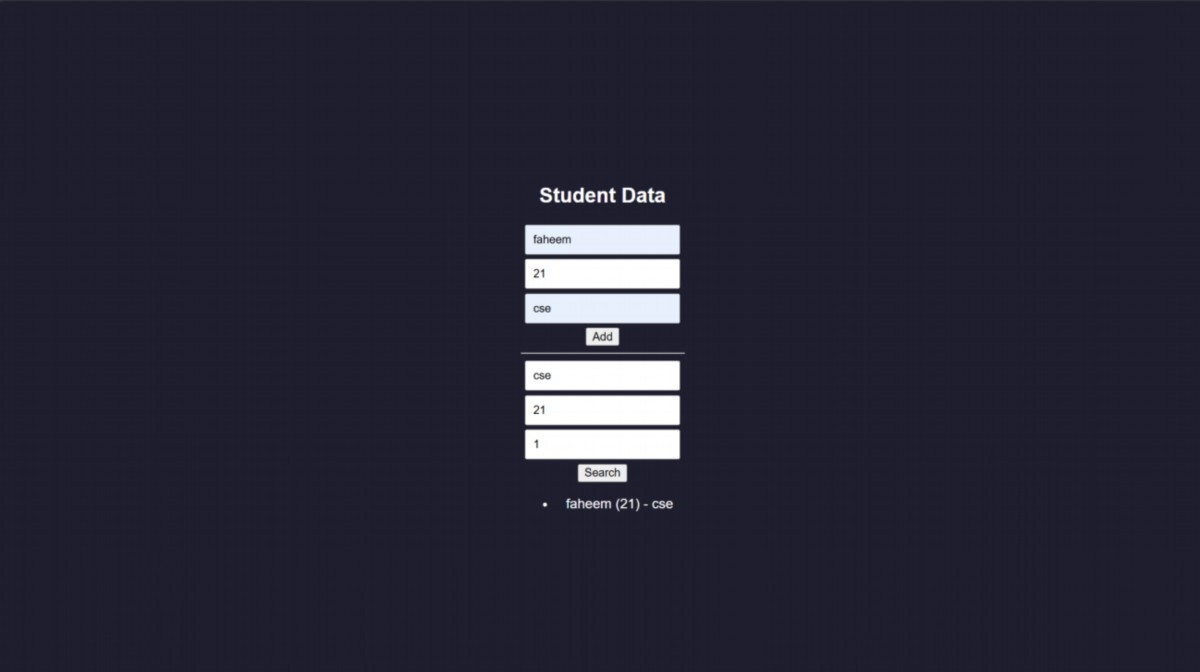 Student Data
faheem
21
cse
Add
cse
21
1
Search
• faheem (21) - cse